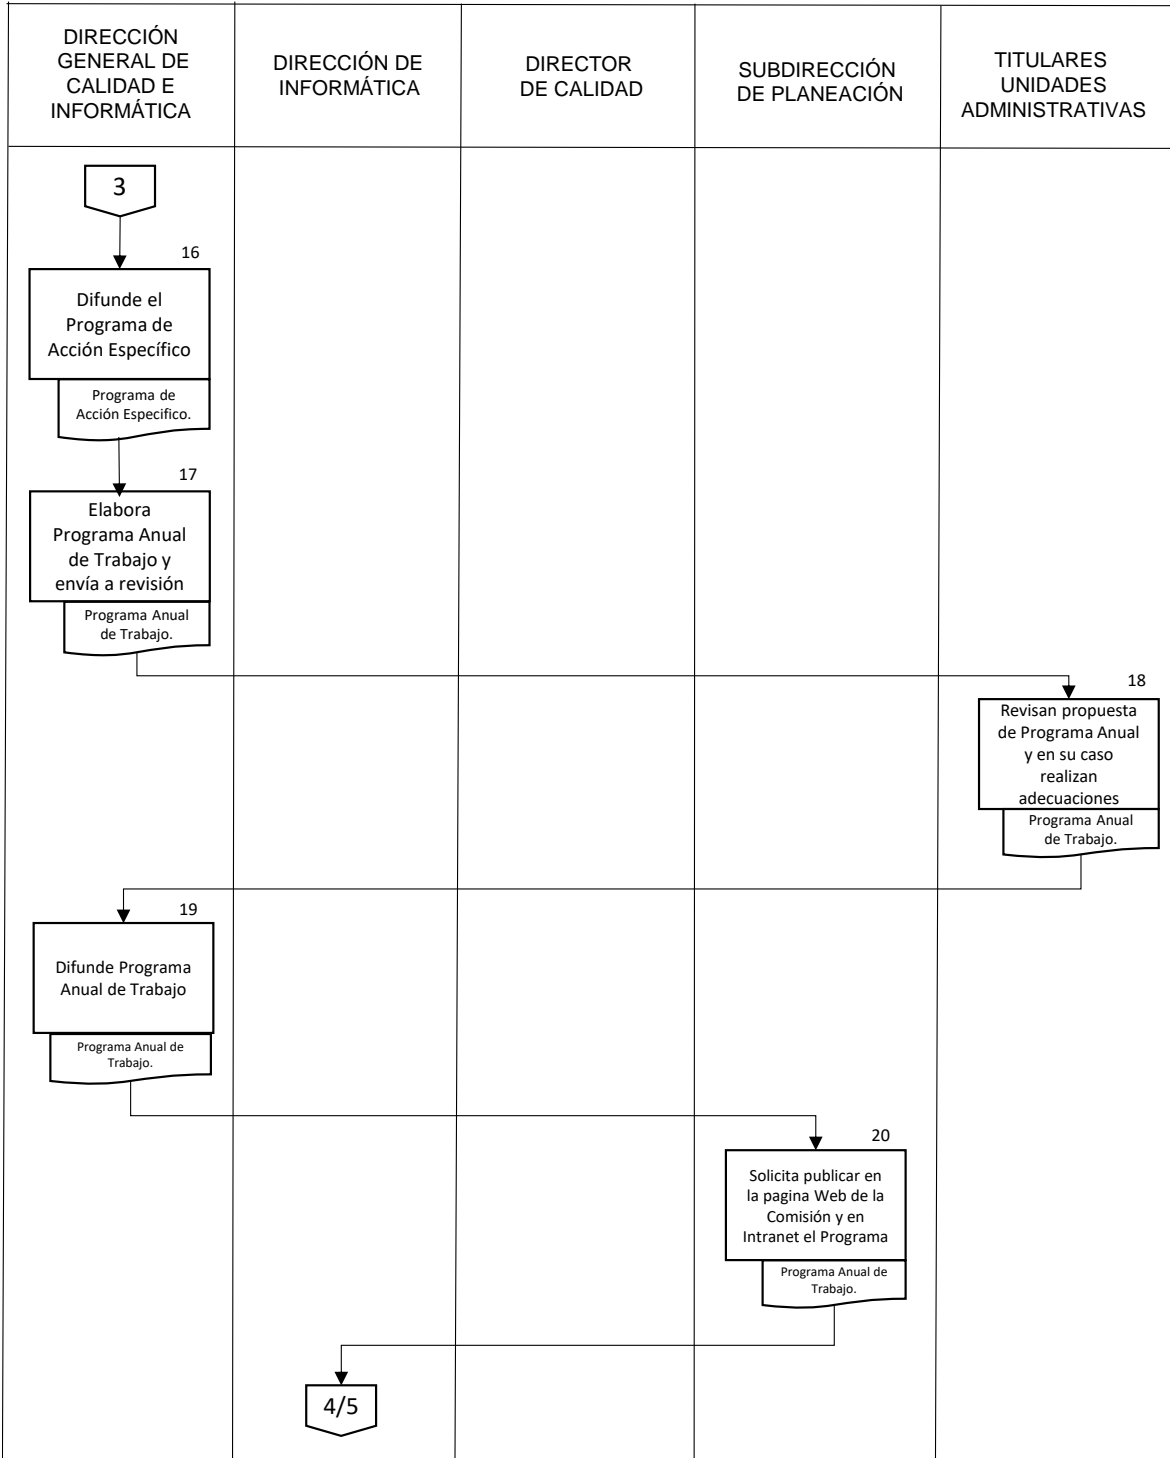 DIRECCIÓN
GENERAL DE
CALIDAD E
INFORMÁTICA
DIRECCIÓN DE
INFORMÁTICA
DIRECTOR
DE CALIDAD
SUBDIRECCIÓN
DE PLANEACIÓN
TITULARES
UNIDADES
ADMINISTRATIVAS
3
16
Difunde el
Programa de
Acción Específico
Programa de
Acción Especifico.
17
Elabora
Programa Anual
de Trabajo y
envía a revisión
Programa Anual
de Trabajo.
18
Revisan propuesta
de Programa Anual
y en su caso
realizan
adecuaciones
Programa Anual
de Trabajo.
19
Difunde Programa
Anual de Trabajo
Programa Anual de
Trabajo.
20
Solicita publicar en
la pagina Web de la
Comisión y en
Intranet el Programa
Programa Anual de
Trabajo.
4/5